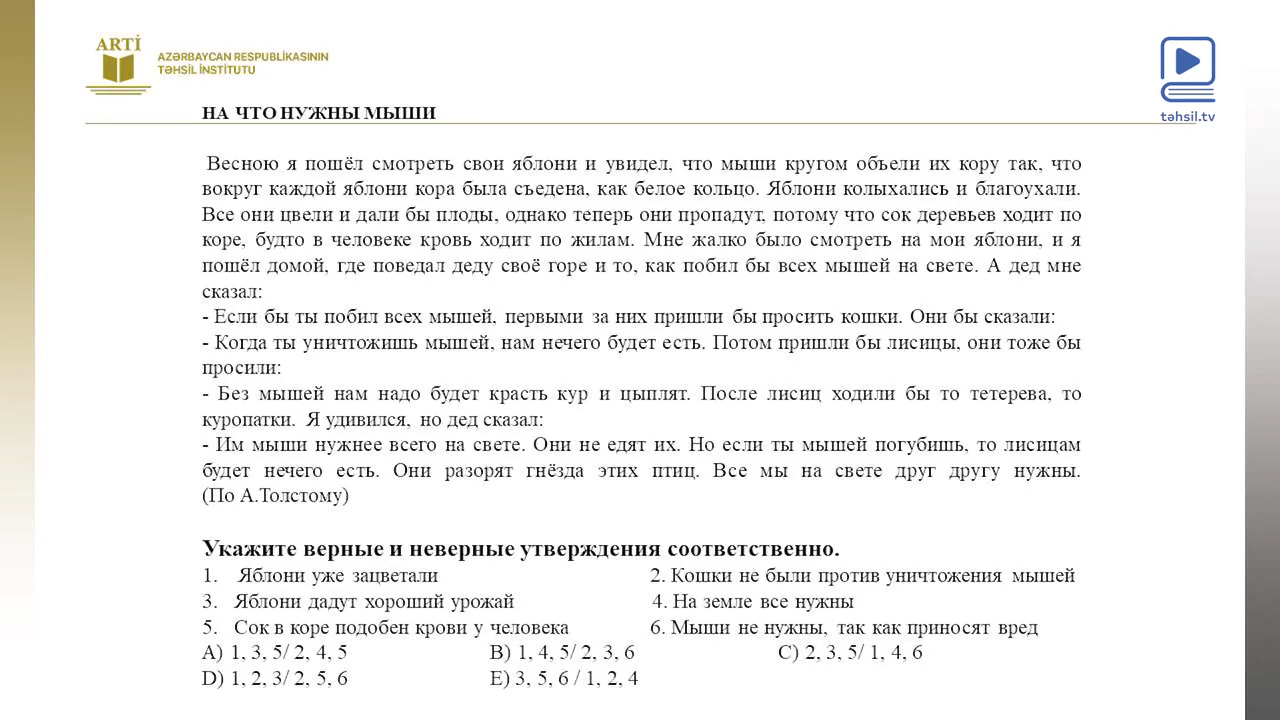 ARTİ
AZƏRBAYCAN RESPUBLİKASININ
TƏHSİL İNSTİTUTU
təhsil.tv
НА ЧТО НУЖНЫ МЫШИ
Весною я пошёл смотреть свои яблони и увидел, что мыши кругом объели их кору так, что
вокруг каждой яблони кора была съедена, как белое кольцо. Яблони колыхались и благоухали.
Все они цвели и дали бы плоды, однако теперь они пропадут, потому что сок деревьев ходит по
коре, будто в человеке кровь ходит по жилам. Мне жалко было смотреть на мои яблони, и я
пошёл домой, где поведал деду своё горе и то, как побил бы всех мышей на свете. А дед мне
сказал:
- Если бы ты побил всех мышей, первыми за них пришли бы просить кошки. Они бы сказали:
- Когда ты уничтожишь мышей, нам нечего будет есть. Потом пришли бы лисицы, они тоже бы
просили:
- Без мышей нам надо будет красть кур и цыплят. После лисиц ходили бы то тетерева, то
куропатки. Я удивился, но дед сказал:
- Им мыши нужнее всего на свете. Они не едят их. Но если ты мышей погубишь, то лисицам
будет нечего есть. Они разорят гнёзда этих птиц. Все мы на свете друг другу нужны.
(По А.Толстому)
Укажите верные и неверные утверждения соответственно.
1. Яблони уже зацветали 2. Кошки не были против уничтожения мышей
3. Яблони дадут хороший урожай 4. На земле все нужны
5. Сок в коре подобен крови у человека 6. Мыши не нужны, так как приносят вред
A) 1, 3, 5/ 2, 4, 5 B) 1, 4, 5/ 2, 3, 6 C) 2, 3, 5/ 1, 4, 6
D) 1, 2, 3/ 2, 5, 6 E) 3, 5, 6 / 1, 2, 4